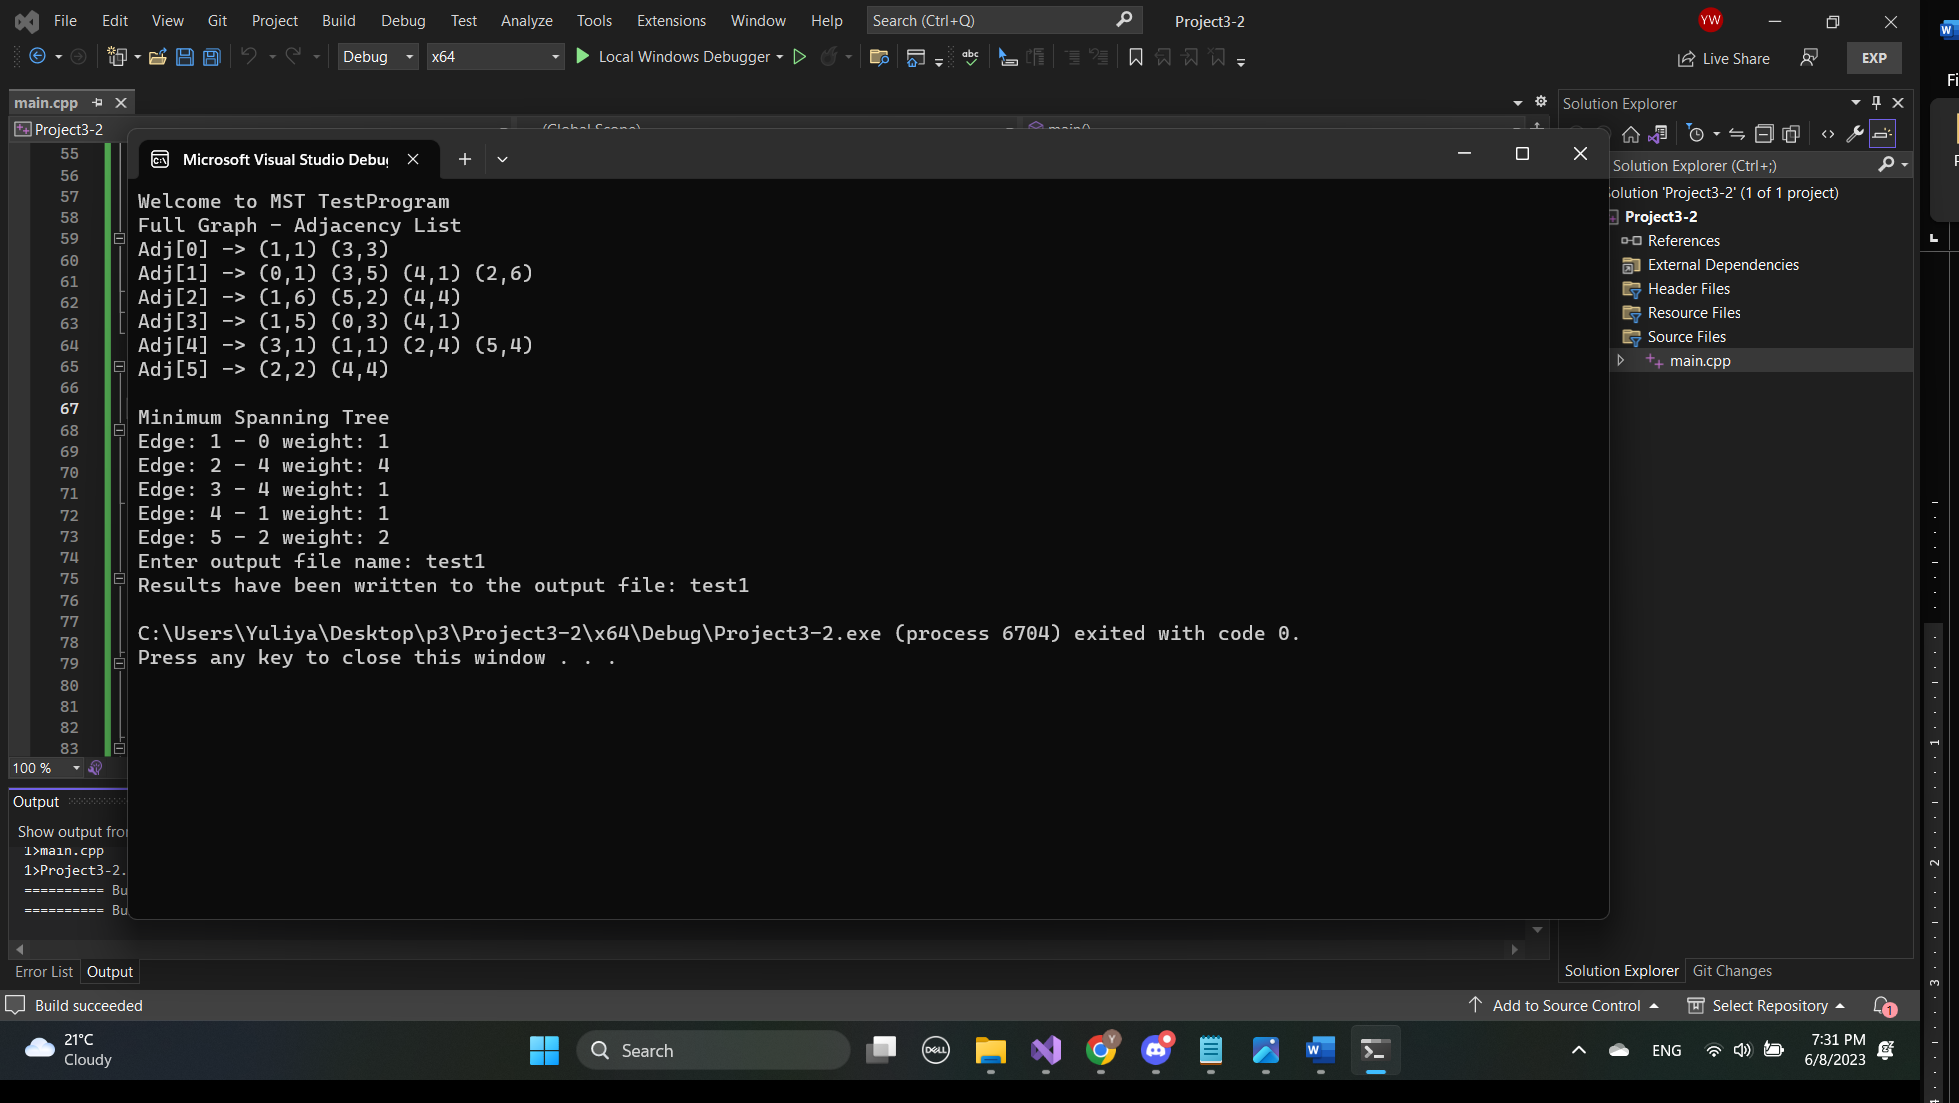 File Edit View Git Project Build Debug Test Analyze Tools Extensions Window Help Search (Ctrl+Q) Project3-2 YW
Debug x64 Local Windows Debugger abc Live Share EXP
main.cpp
Project3-2
Microsoft Visual Studio Debug
Welcome to MST TestProgram
Full Graph - Adjacency List
Adj[0] -> (1,1) (3,3)
Adj[1] -> (0,1) (3,5) (4,1) (2,6)
Adj[2] -> (1,6) (5,2) (4,4)
Adj[3] -> (1,5) (0,3) (4,1)
Adj[4] -> (3,1) (1,1) (2,4) (5,4)
Adj[5] -> (2,2) (4,4)
Minimum Spanning Tree
Edge: 1 - 0 weight: 1
Edge: 2 - 4 weight: 4
Edge: 3 - 4 weight: 1
Edge: 4 - 1 weight: 1
Edge: 5 - 2 weight: 2
Enter output file name: test1
Results have been written to the output file: test1
C:\Users\Yuliya\Desktop\p3\Project3-2\x64\Debug\Project3-2.exe (process 6704) exited with code 0.
Press any key to close this window . . .
55
56
57
58
59
60
61
62
63
64
65
66
67
68
69
70
71
72
73
74
75
76
77
78
79
80
81
82
83
100 %
Output
Show output from
1>main.cpp
1>Project3-2.
========== Bu
========== Bu
Error List Output
Solution Explorer
Solution Explorer (Ctrl+;)
Solution 'Project3-2' (1 of 1 project)
Project3-2
References
External Dependencies
Header Files
Resource Files
Source Files
main.cpp
Solution Explorer Git Changes
Build succeeded Add to Source Control Select Repository 1
21°C
Cloudy
Search
DELL
ENG
7:31 PM
6/8/2023